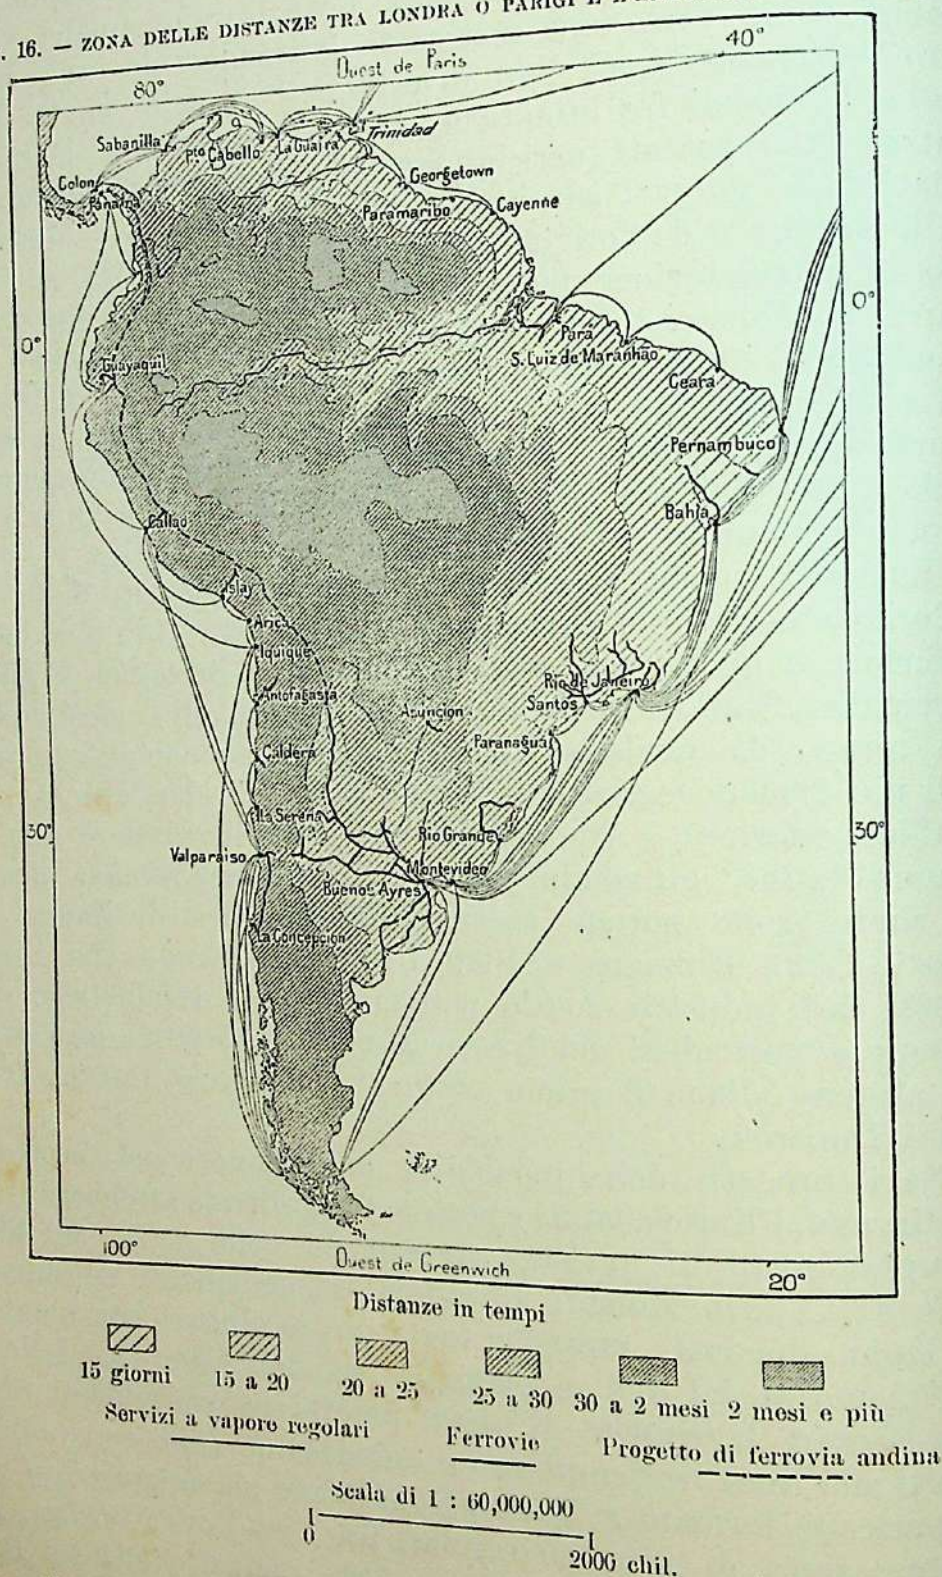 . 16. — ZONA DELLE DISTANZE TRA LONDRA O PARIGI E
Ouest de Paris
80°
40°
Sabanilla
Pto Cabello
La Guaira
Trinidad
Colon
Panama
Georgetown
Paramaribo
Cayenne
0°
0°
Para
S. Luiz de Maranhão
Guayaquil
Ceara
Pernambuco
Bahia
Callao
Islay
Arica
Iquique
Rio de Janeiro
Antofagasta
Santos
Asuncion
Paranagua
Caldera
La Serena
Rio Grande
30°
30°
Valparaiso
Montevideo
Buenos Ayres
La Concepcion
100°
Ouest de Greenwich
20°
Distanze in tempi
15 giorni 15 a 20 20 a 25 25 a 30 30 a 2 mesi 2 mesi e più
Servizi a vapore regolari Ferrovie Progetto di ferrovia andina
Scala di 1 : 60,000,000
0 2000 chil.